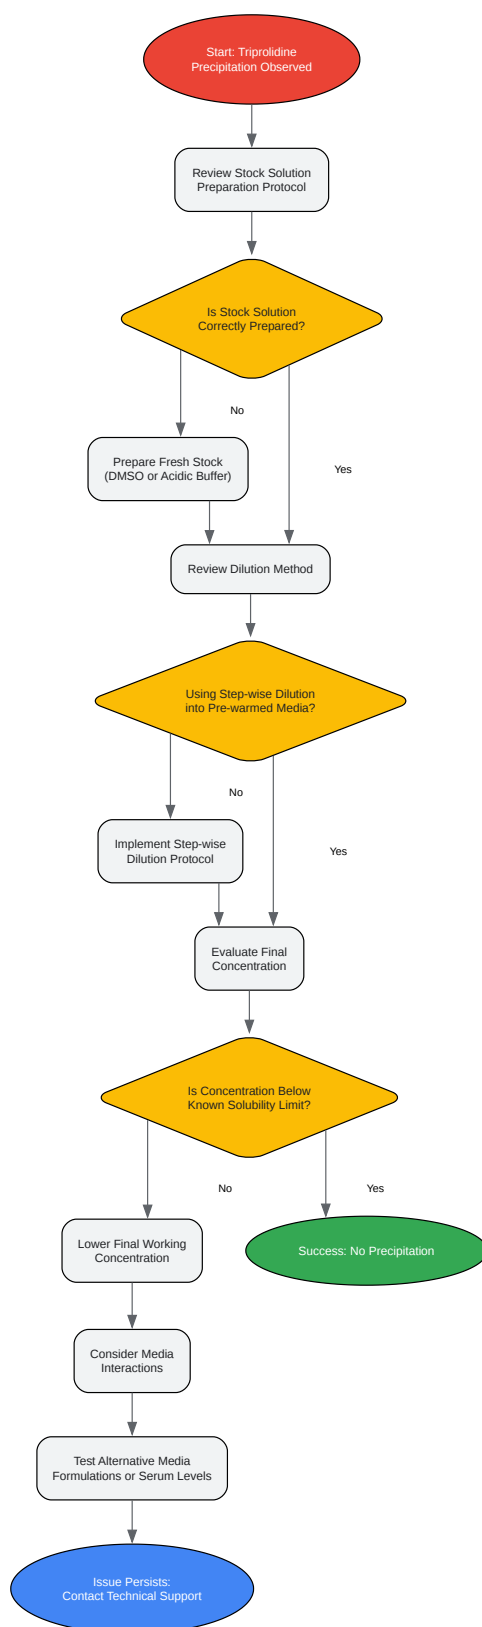 Start: Triprolidine
Precipitation Observed
Review Stock Solution
Preparation Protocol
Is Stock Solution
Correctly Prepared?
No
Prepare Fresh Stock
(DMSO or Acidic Buffer)
Yes
Review Dilution Method
Using Step-wise Dilution
into Pre-warmed Media?
No
Implement Step-wise
Dilution Protocol
Yes
Evaluate Final
Concentration
Is Concentration Below
Known Solubility Limit?
No
Yes
Lower Final Working
Concentration
Success: No Precipitation
Consider Media
Interactions
Test Alternative Media
Formulations or Serum Levels
Issue Persists:
Contact Technical Support